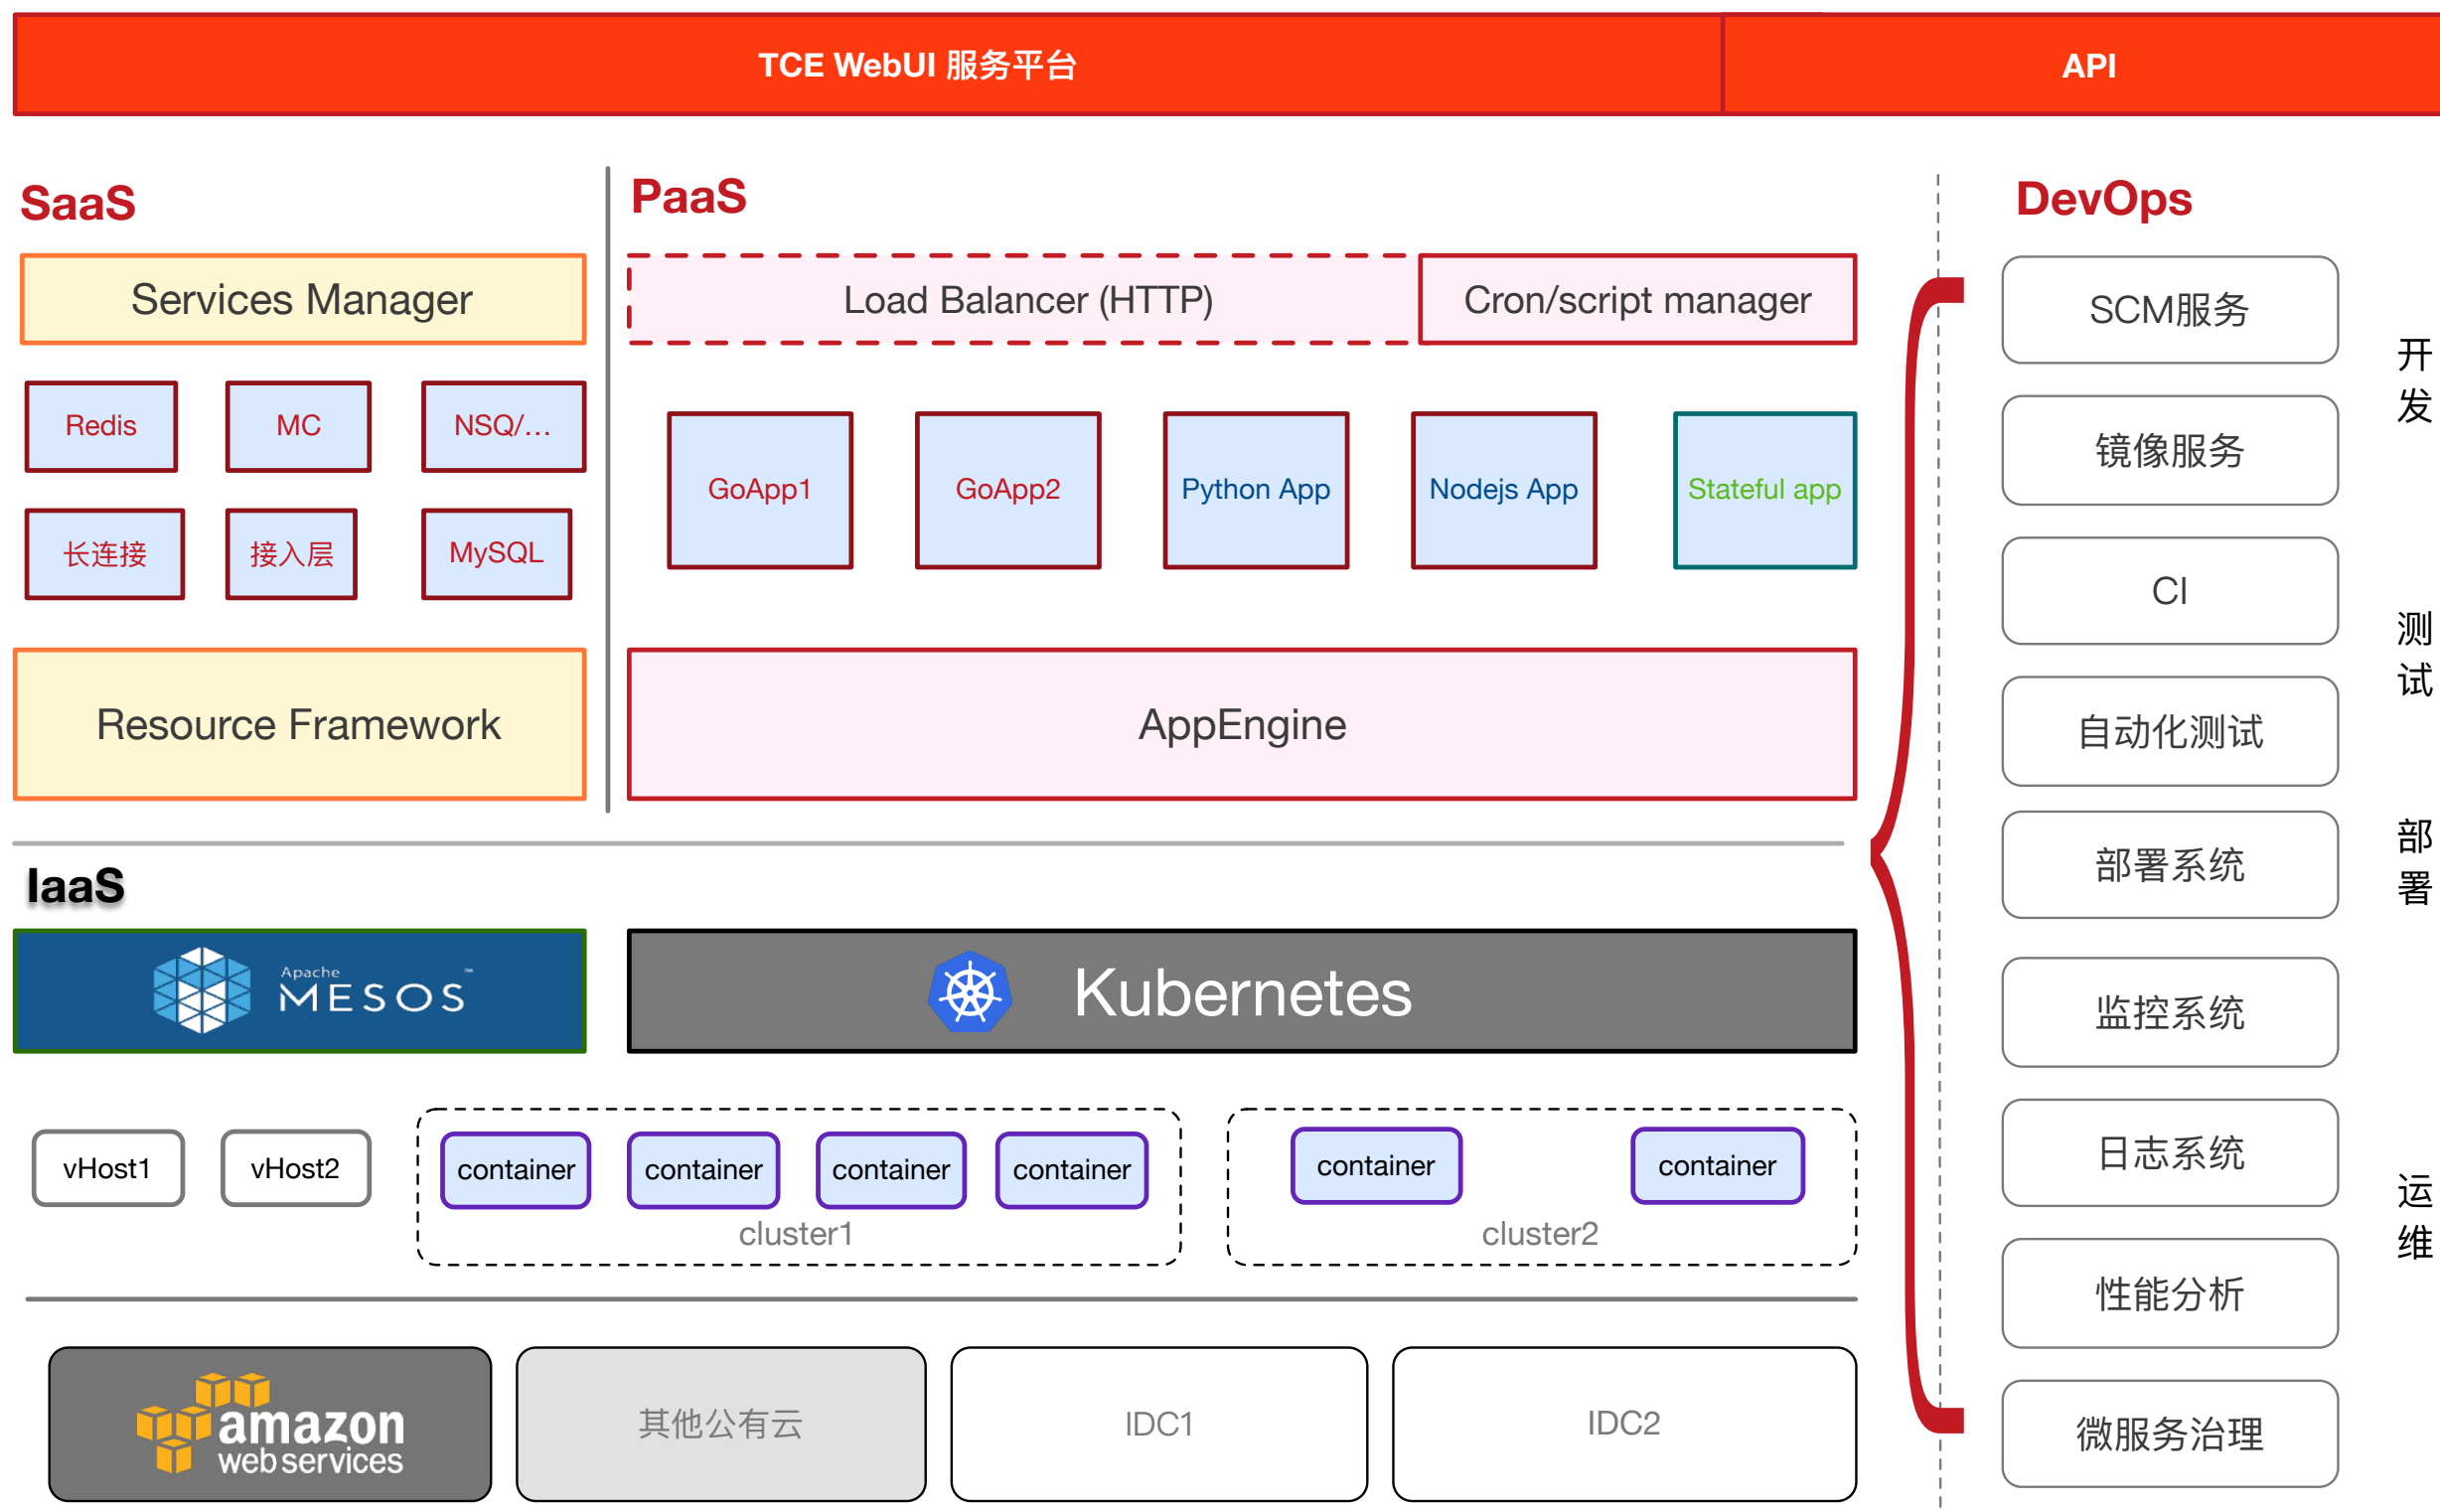 TCE WebUI 服务平台
API
SaaS
Services Manager
Redis
MC
NSQ/...
长连接
接入层
MySQL
Resource Framework
PaaS
Load Balancer (HTTP)
Cron/script manager
GoApp1
GoApp2
Python App
Nodejs App
Stateful app
AppEngine
IaaS
Apache
MESOS™
Kubernetes
vHost1
vHost2
container
container
container
container
cluster1
container
container
cluster2
amazon
webservices
其他公有云
IDC1
IDC2
DevOps
SCM服务
镜像服务
CI
自动化测试
部署系统
监控系统
日志系统
性能分析
微服务治理
开
发
测
试
部
署
运
维